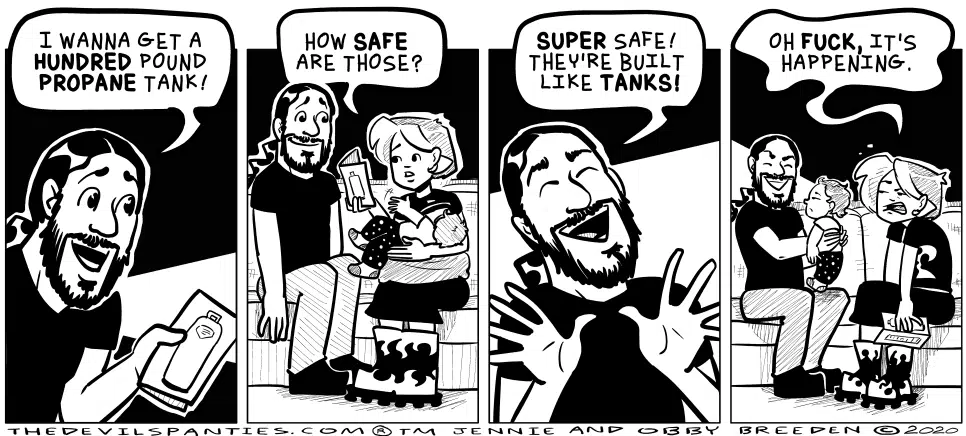 I WANNA GET A
HUNDRED POUND
PROPANE TANK!
HOW SAFE
ARE THOSE?
SUPER SAFE!
THEY'RE BUILT
LIKE TANKS!
OH FUCK, IT'S
HAPPENING.
THEDEVILSPANTIES.COM ® TM JENNIE AND OBBY BREEDEN © 2020